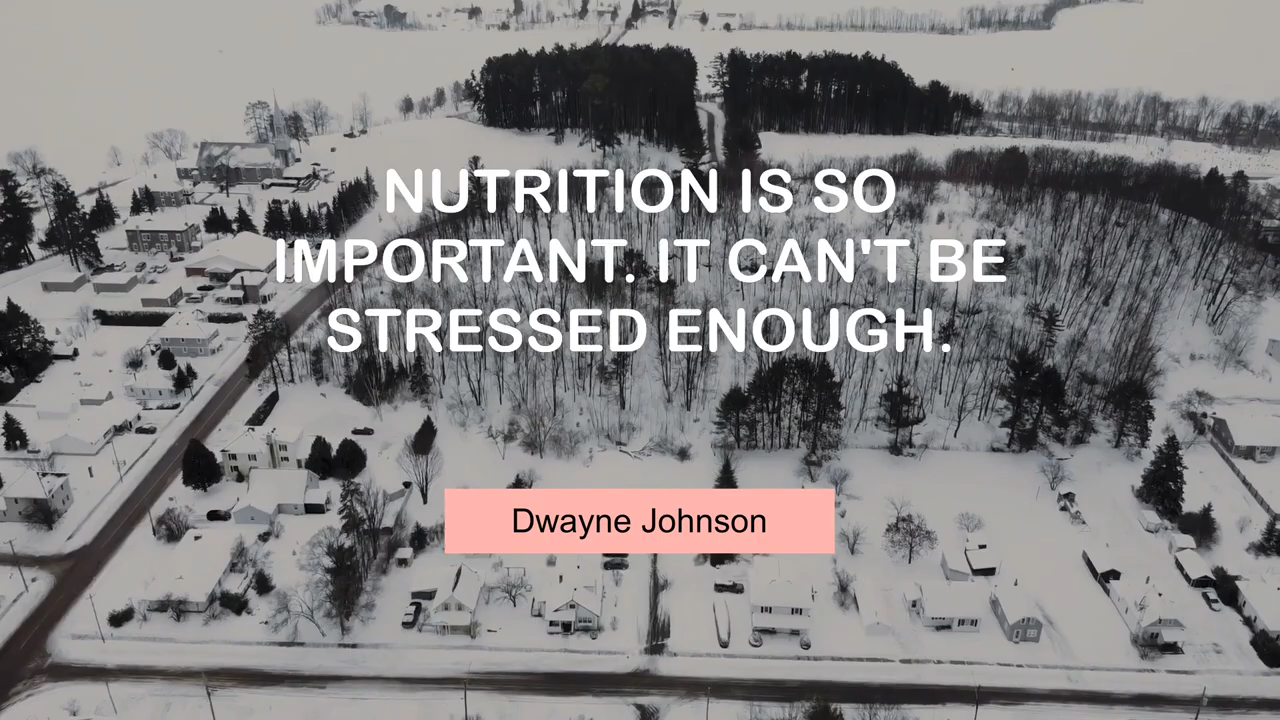 NUTRITION IS SO
IMPORTANT. IT CAN'T BE
STRESSED ENOUGH.
Dwayne Johnson